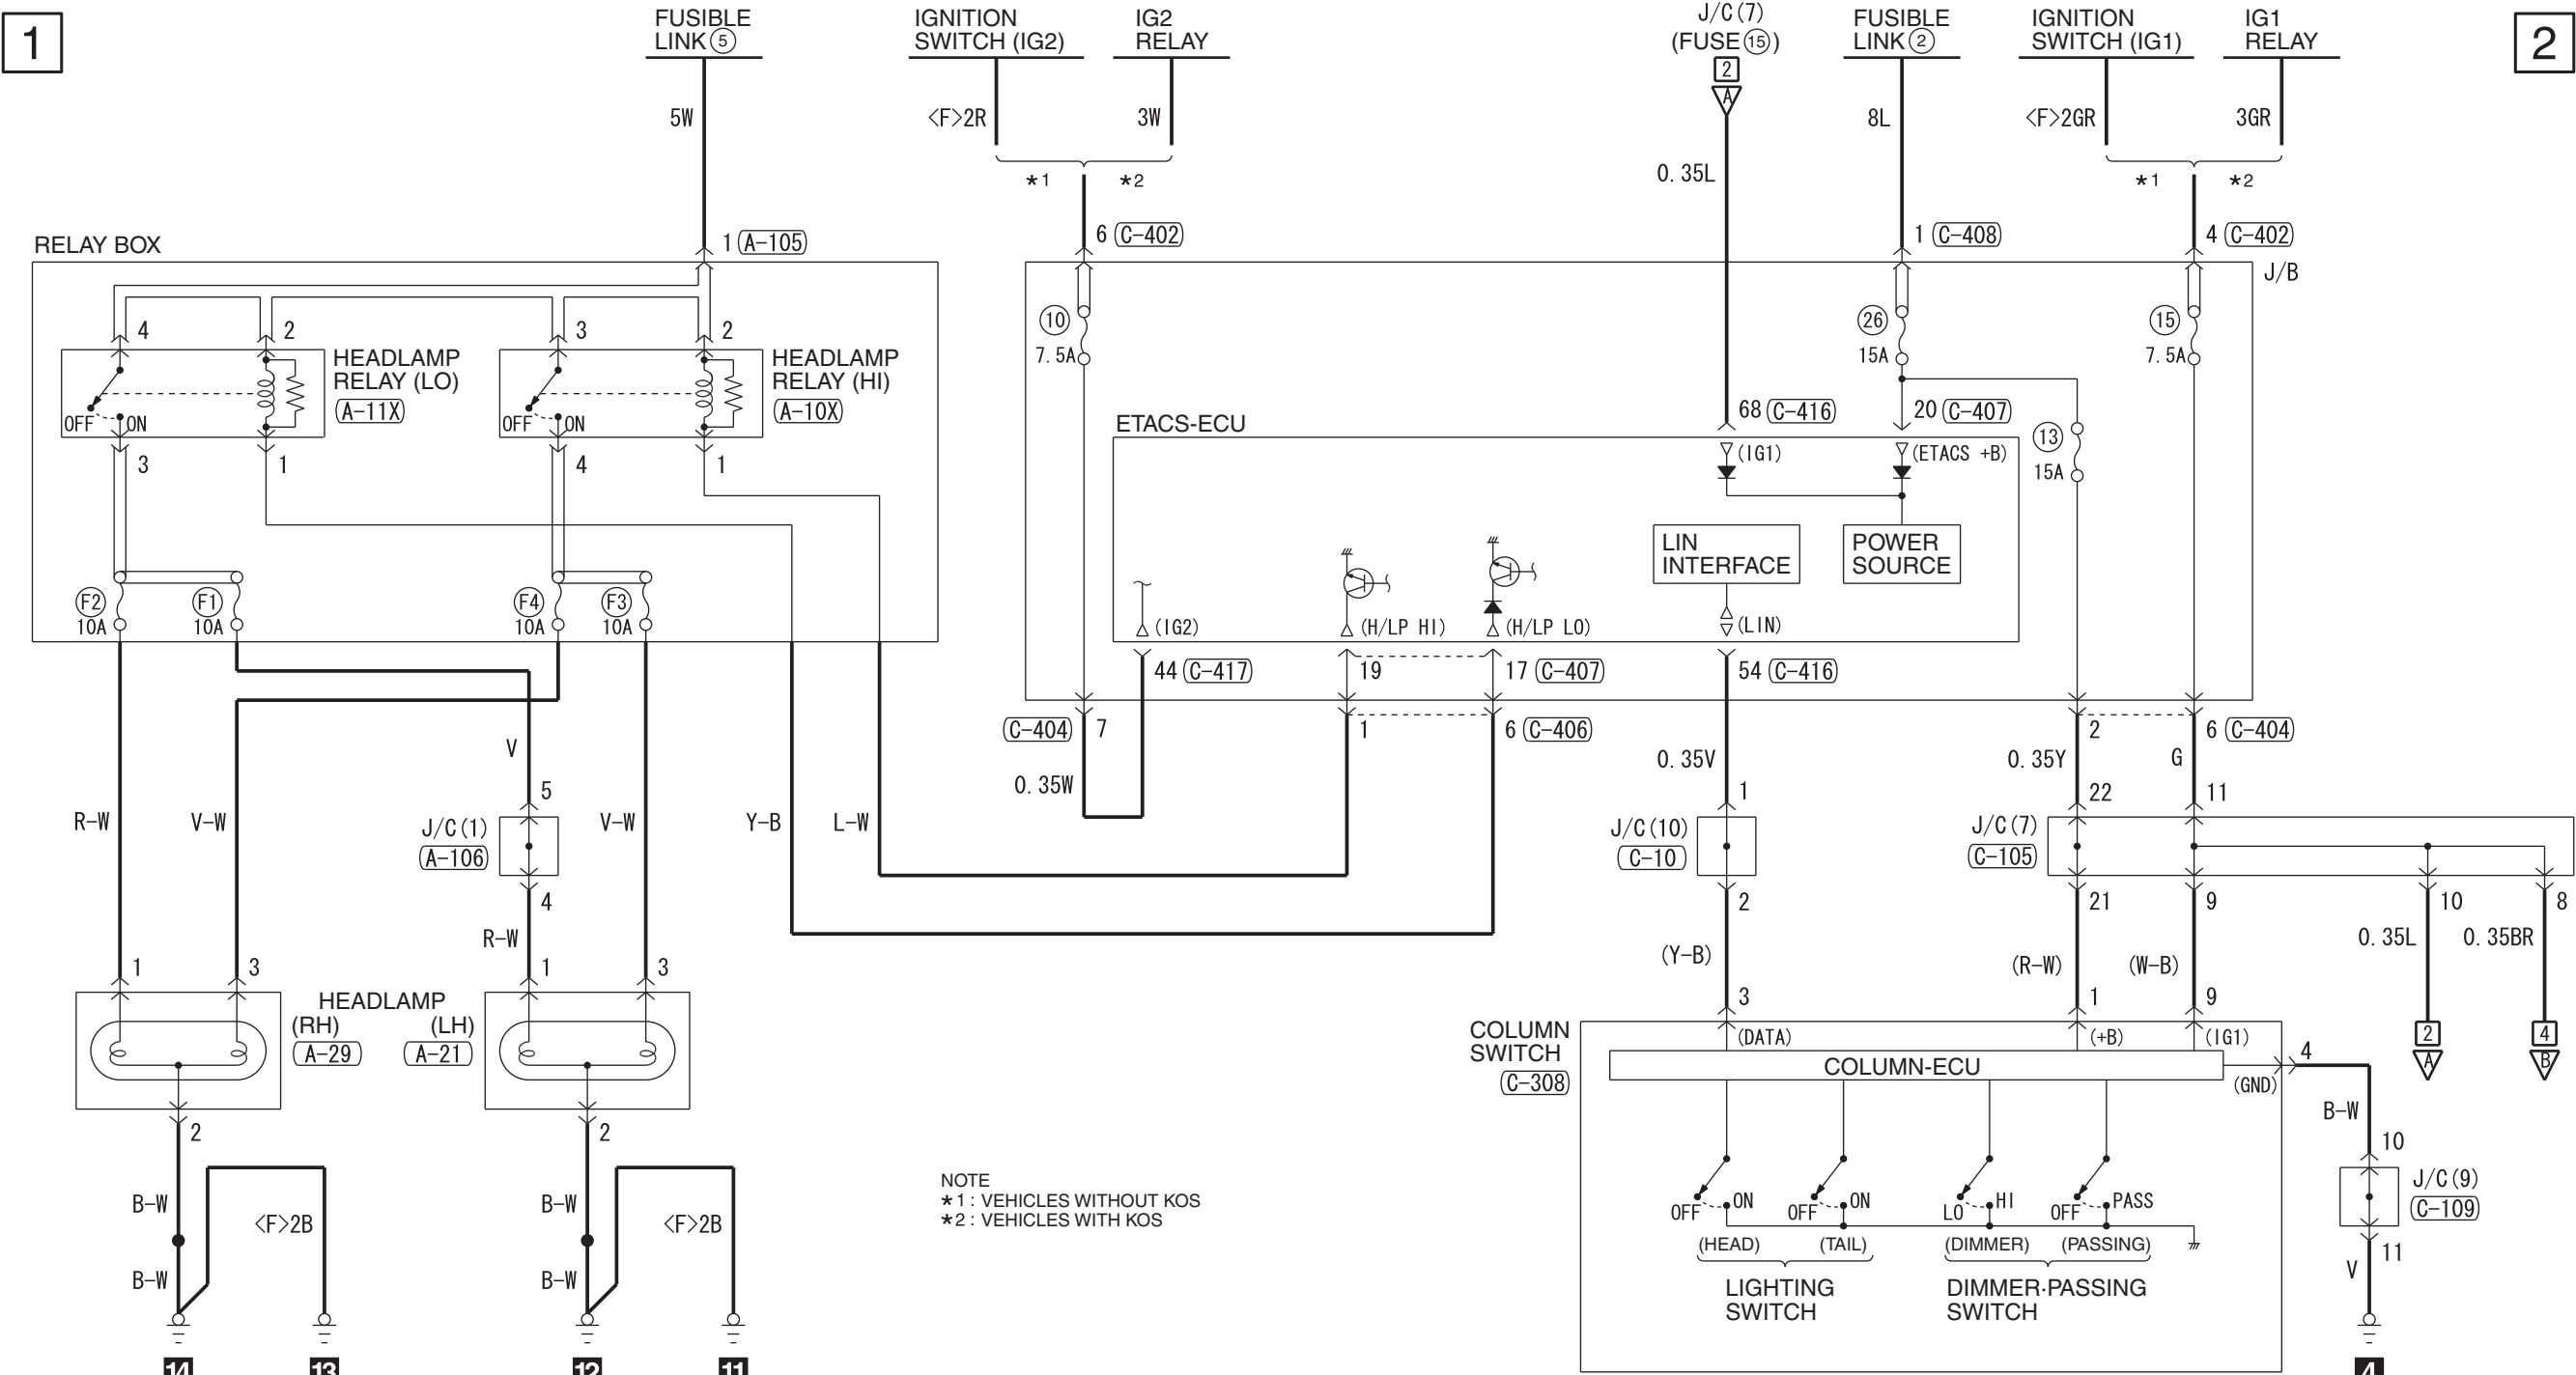 1
FUSIBLE
LINK 5
IGNITION
SWITCH (IG2)
IG2
RELAY
J/C(7)
(FUSE 15)
2
A
FUSIBLE
LINK 2
IGNITION
SWITCH (IG1)
IG1
RELAY
2
5W
<F>2R
3W
8L
<F>2GR
3GR
0.35L
*1
*2
*1
*2
RELAY BOX
1 A-105
6 C-402
1 C-408
4 C-402
J/B
4
2
3
2
10
7.5A
26
15A
15
7.5A
HEADLAMP
RELAY (LO)
A-11X
OFF
ON
HEADLAMP
RELAY (HI)
A-10X
OFF
ON
3
1
4
1
ETACS-ECU
68 C-416
20 C-407
13
15A
(IG1)
(ETACS +B)
LIN
INTERFACE
POWER
SOURCE
F2
10A
F1
10A
F4
10A
F3
10A
(IG2)
(H/LP HI)
(H/LP LO)
(LIN)
44 C-417
19
17 C-407
54 C-416
C-404 7
1
6 C-406
2
6 C-404
V
0.35W
0.35V
0.35Y
G
5
1
22
11
R-W
V-W
J/C(1)
A-106
V-W
Y-B
L-W
J/C(10)
C-10
J/C(7)
C-105
4
2
21
9
10
8
R-W
(Y-B)
(R-W)
(W-B)
0.35L
0.35BR
1
3
1
3
3
1
9
2
A
4
B
HEADLAMP
(RH)
(LH)
A-29
A-21
COLUMN
SWITCH
C-308
(DATA)
(+B)
(IG1)
COLUMN-ECU
4
(GND)
2
2
B-W
10
J/C(9)
C-109
11
V
B-W
<F>2B
B-W
<F>2B
B-W
B-W
NOTE
*1 : VEHICLES WITHOUT KOS
*2 : VEHICLES WITH KOS
OFF
ON
OFF
ON
LO
HI
OFF
PASS
(HEAD)
(TAIL)
(DIMMER)
(PASSING)
LIGHTING
SWITCH
DIMMER·PASSING
SWITCH
14
13
12
11
4